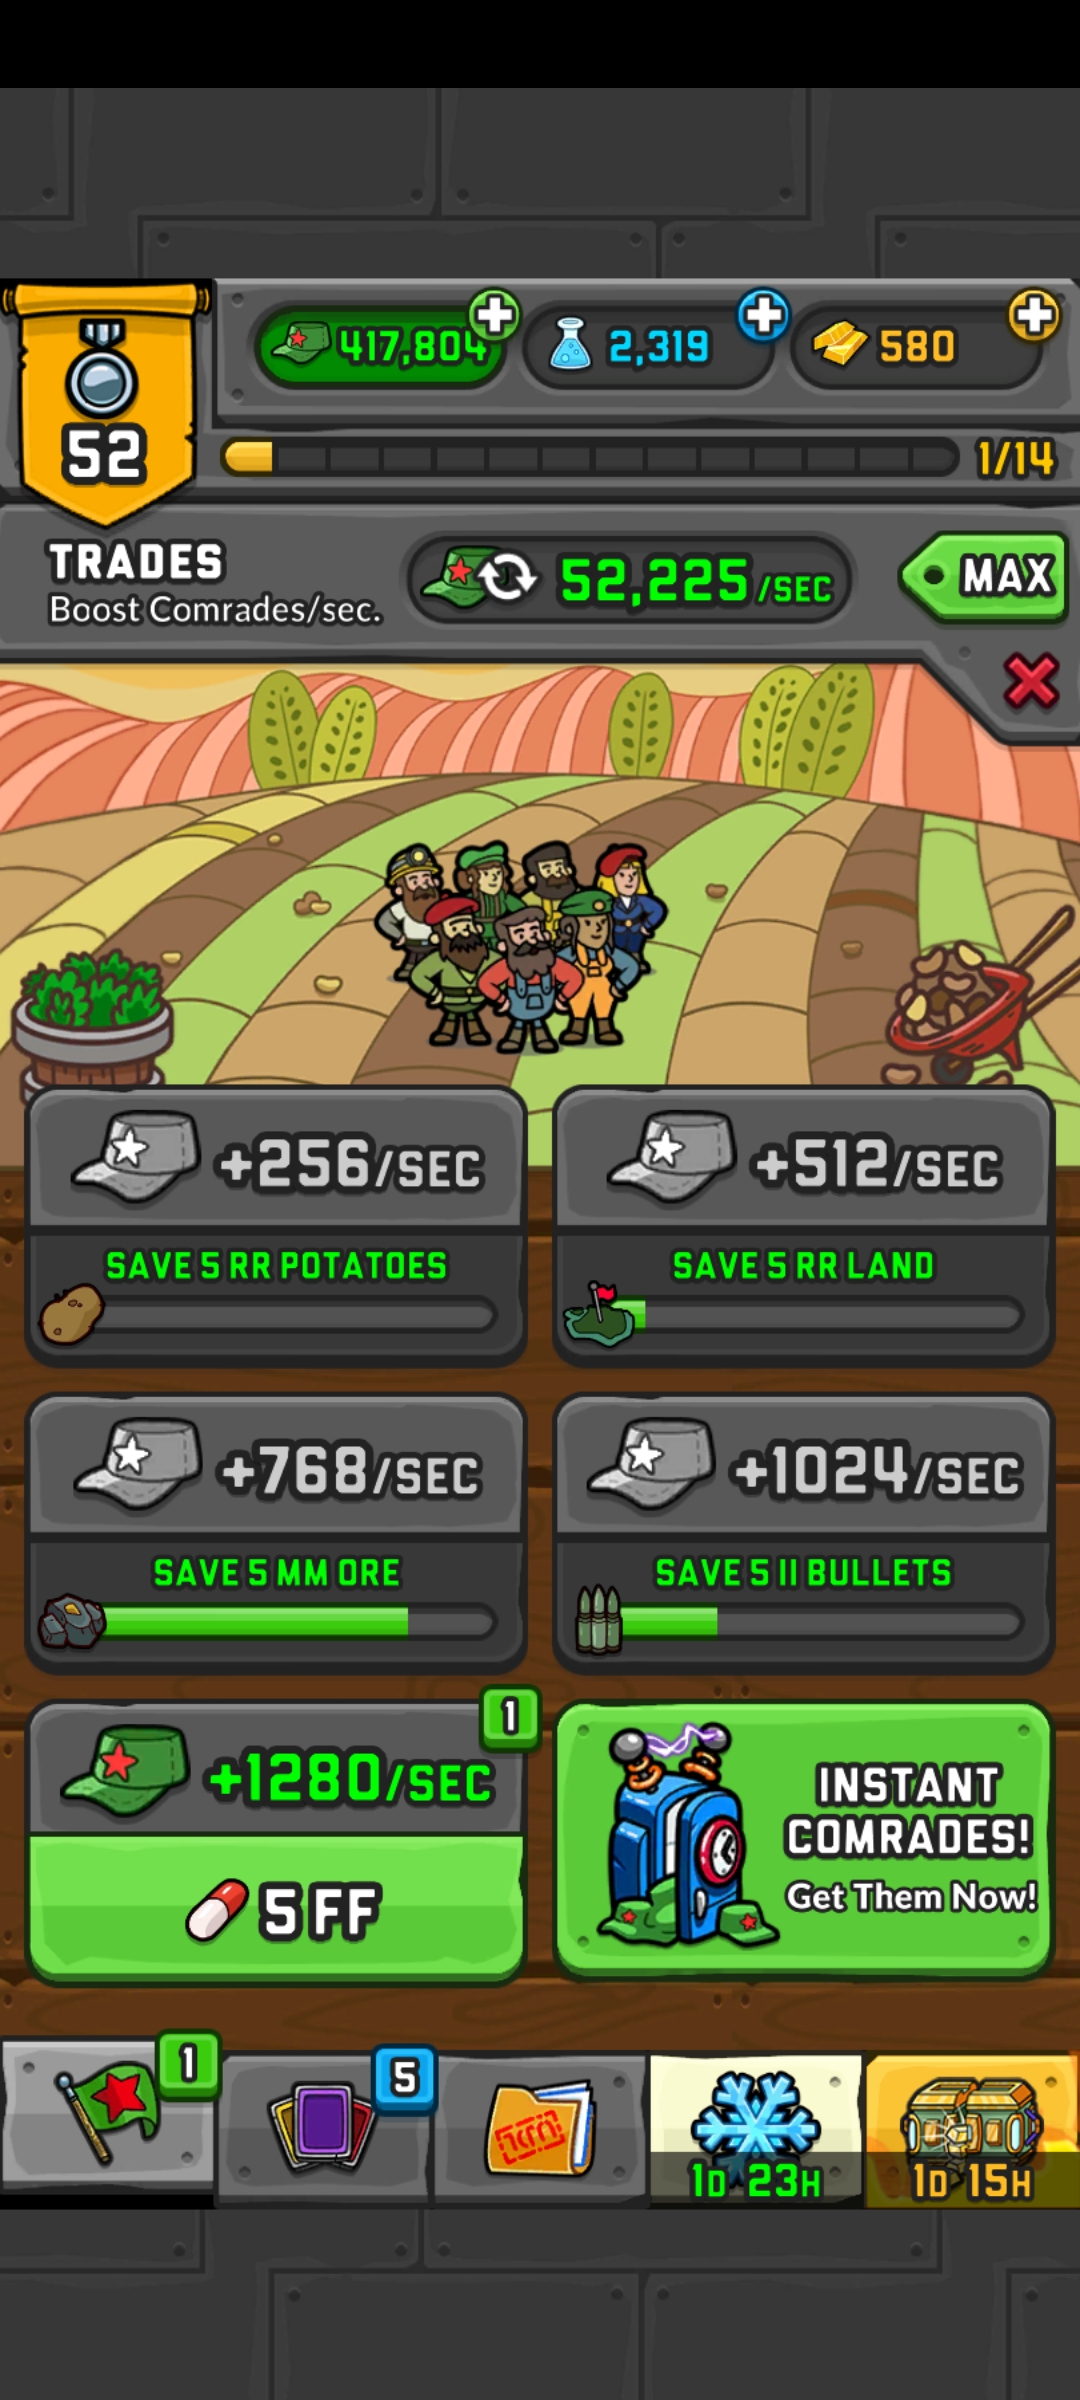 417,804
2,319
580
52
1/14
TRADES
Boost Comrades/sec.
52,225/SEC
MAX
+256/SEC
SAVE 5 RR POTATOES
+512/SEC
SAVE 5 RR LAND
+768/SEC
SAVE 5 MM ORE
+1024/SEC
SAVE 5 II BULLETS
1
+1280/SEC
5 FF
INSTANT
COMRADES!
Get Them Now!
1
5
1D 23H
1D 15H